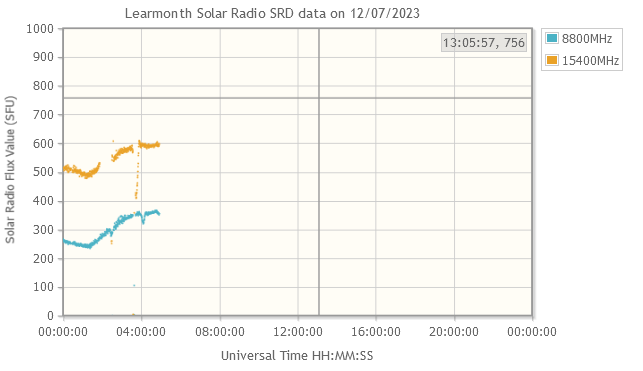 Learmonth Solar Radio SRD data on 12/07/2023
1000
900
800
700
600
500
400
300
200
100
0
Solar Radio Flux Value (SFU)
13:05:57, 756
8800MHz
15400MHz
00:00:00 04:00:00 08:00:00 12:00:00 16:00:00 20:00:00 00:00:00
Universal Time HH:MM:SS